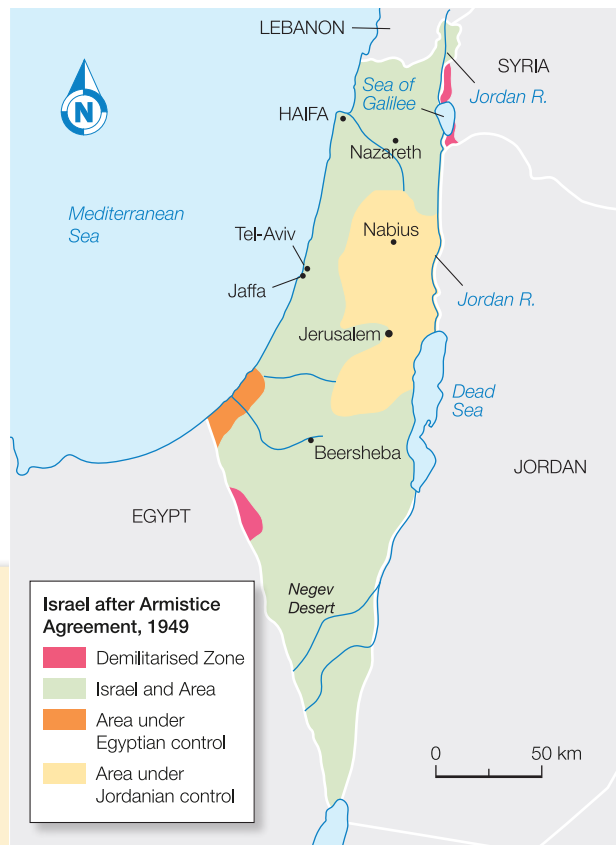 LEBANON
SYRIA
Sea of
Galilee
Jordan R.
N
HAIFA
Nazareth
Mediterranean
Sea
Tel-Aviv
Nabius
Jaffa
Jordan R.
Jerusalem
Dead
Sea
Beersheba
JORDAN
EGYPT
Negev
Desert
Israel after Armistice
Agreement, 1949
Demilitarised Zone
Israel and Area
Area under
Egyptian control
Area under
Jordanian control
0 50 km